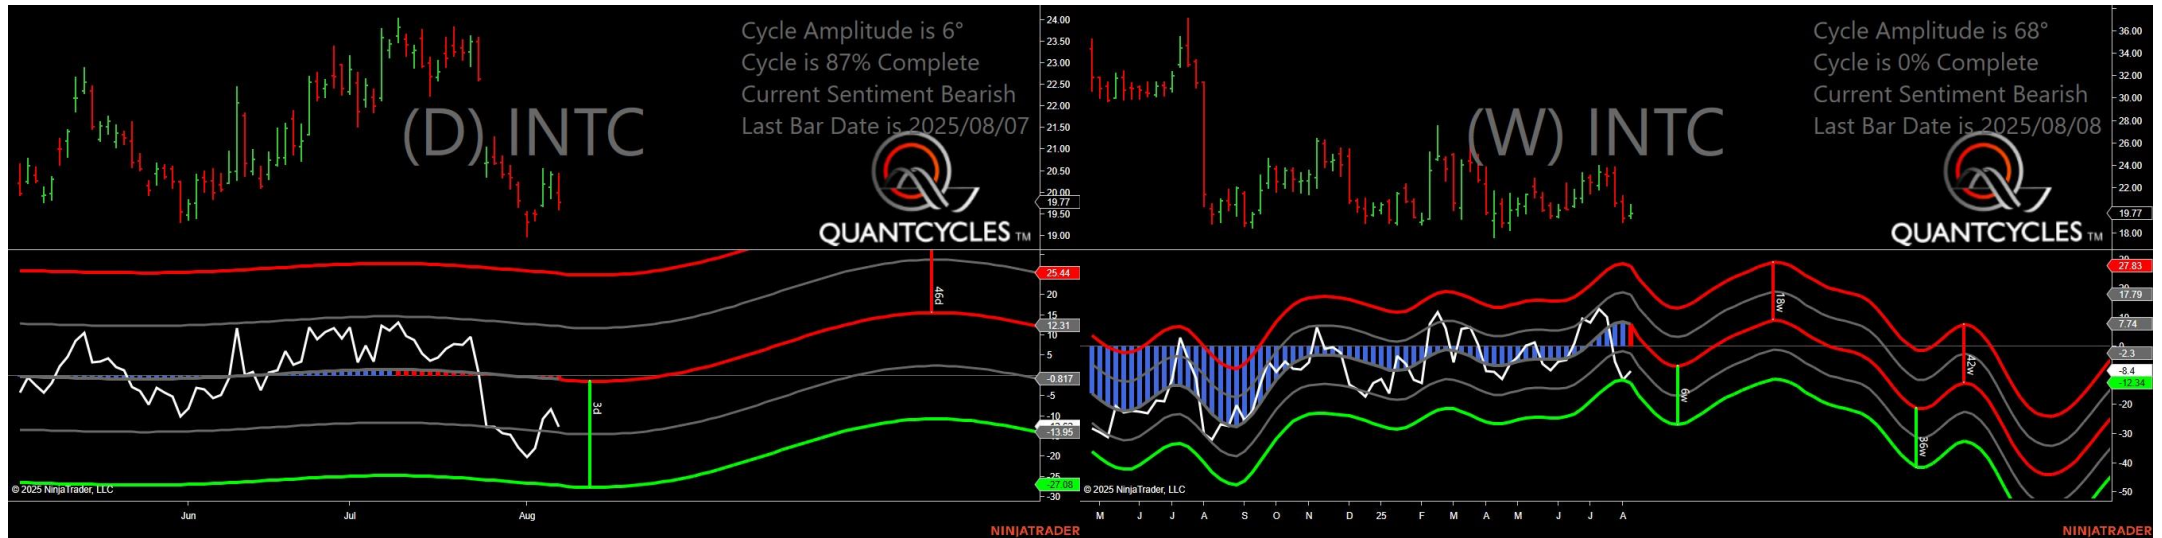 Cycle Amplitude is 6°
Cycle is 87% Complete
Current Sentiment Bearish
Last Bar Date is 2025/08/07
(D) INTC
QUANTCYCLES TM
24.00
23.50
23.00
22.50
22.00
21.50
21.00
20.50
20.00
19.77
19.50
19.00
25.44
20
15
12.31
10
5
-0.817
-5
-10
-13.95
-20
-25
-27.08
-30
46d
3d
© 2025 NinjaTrader, LLC
Jun Jul Aug
NINJATRADER
Cycle Amplitude is 68°
Cycle is 0% Complete
Current Sentiment Bearish
Last Bar Date is 2025/08/08
(W) INTC
QUANTCYCLES TM
36.00
34.00
32.00
30.00
28.00
26.00
24.00
22.00
19.77
18.00
27.83
17.79
7.74
-2.3
-8.4
-12.34
-20
-30
-40
-50
18w
6w
42w
36w
© 2025 NinjaTrader, LLC
M J J A S O N D 25 F M A M J J A
NINJATRADER